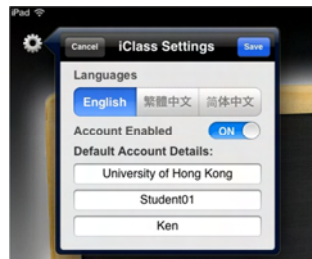 iPad
Cancel iClass Settings Save
Languages
English 繁體中文 简体中文
Account Enabled ON
Default Account Details:
University of Hong Kong
Student01
Ken